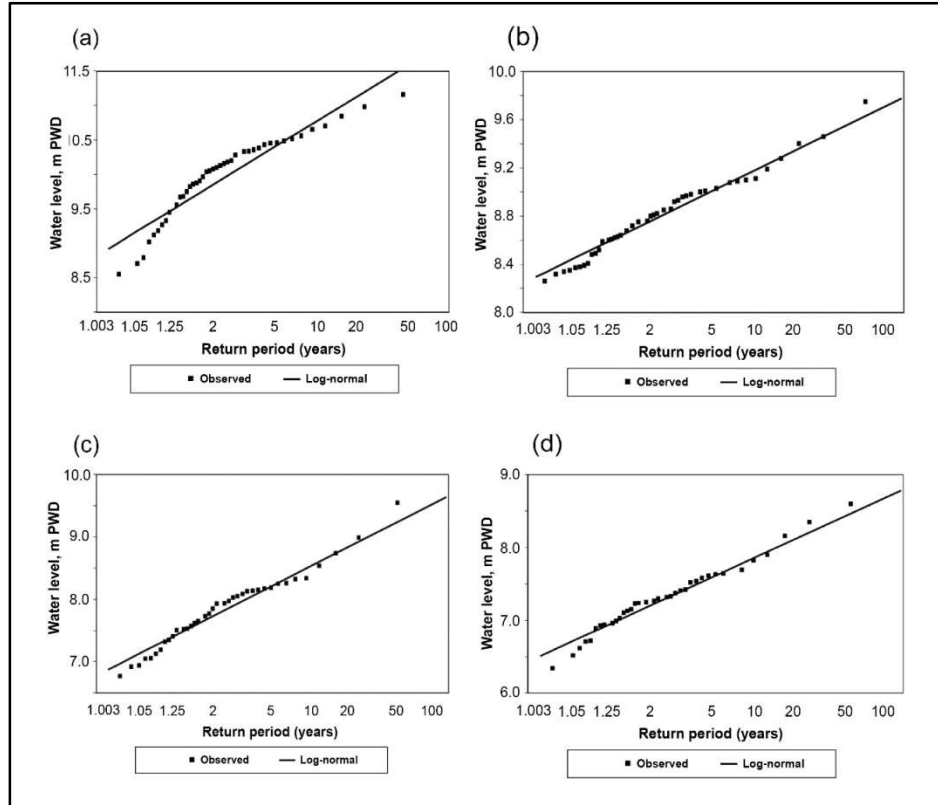 (a)
11.5
10.5
9.5
8.5
Water level, m PWD
1.003 1.05 1.25 2 5 10 20 50 100
Return period (years)
Observed Log-normal
(b)
10.0
9.6
9.2
8.8
8.4
8.0
Water level, m PWD
1.003 1.05 1.25 2 5 10 20 50 100
Return period (years)
Observed Log-normal
(c)
10.0
9.0
8.0
7.0
Water level, m PWD
1.003 1.05 1.25 2 5 10 20 50 100
Return period (years)
Observed Log-normal
(d)
9.0
8.0
7.0
6.0
Water level, m PWD
1.003 1.05 1.25 2 5 10 20 50 100
Return period (years)
Observed Log-normal